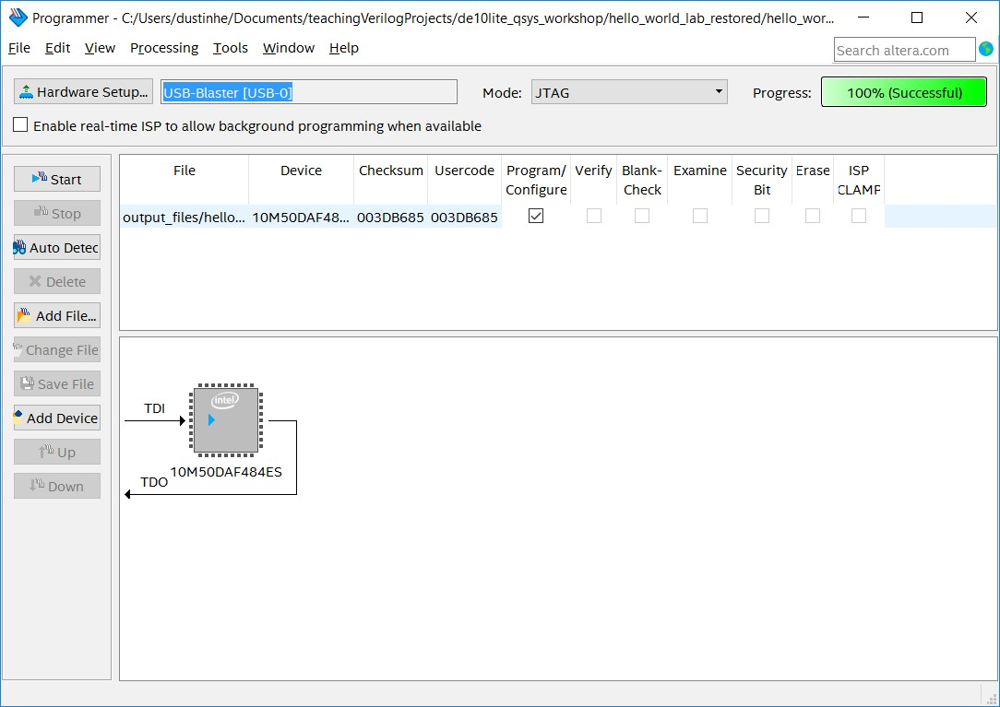 Programmer - C:/Users/dustinhe/Documents/teachingVerilogProjects/de10lite_qsys_workshop/hello_world_lab_restored/hello_wor...
File Edit View Processing Tools Window Help
Search altera.com
Hardware Setup... USB-Blaster [USB-0] Mode: JTAG Progress: 100% (Successful)
Enable real-time ISP to allow background programming when available
Start
Stop
Auto Detec
Delete
Add File...
Change File
Save File
Add Device
Up
Down
File Device Checksum Usercode Program/ Verify Blank- Examine Security Erase ISP
Configure Check Bit CLAMP
output_files/hello... 10M50DAF48... 003DB685 003DB685
TDI
intel
10M50DAF484ES
TDO